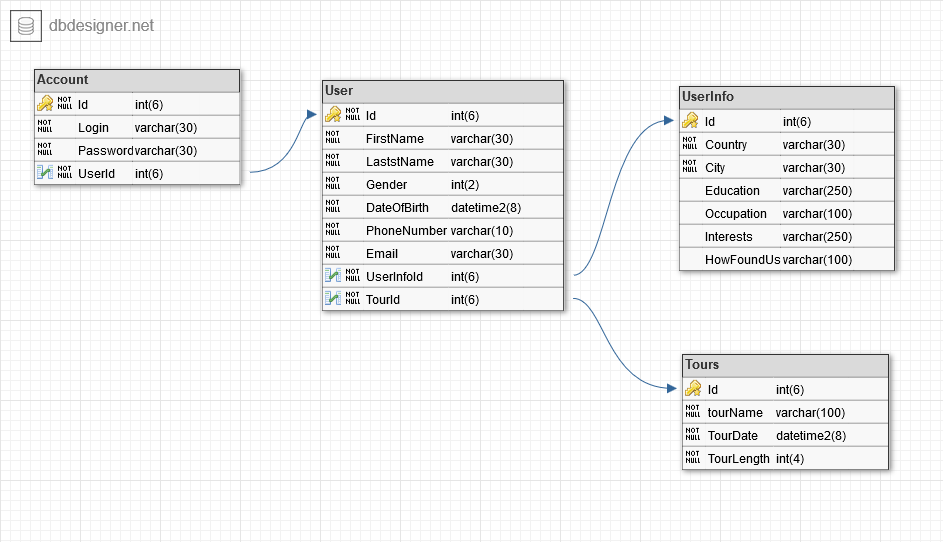 dbdesigner.net
Account
NOT NULL Id int(6)
NOT NULL Login varchar(30)
NOT NULL Password varchar(30)
NOT NULL UserId int(6)
User
NOT NULL Id int(6)
NOT NULL FirstName varchar(30)
NOT NULL LaststName varchar(30)
NOT NULL Gender int(2)
NOT NULL DateOfBirth datetime2(8)
NOT NULL PhoneNumber varchar(10)
NOT NULL Email varchar(30)
NOT NULL UserInfoId int(6)
NOT NULL TourId int(6)
UserInfo
Id int(6)
NOT NULL Country varchar(30)
NOT NULL City varchar(30)
Education varchar(250)
Occupation varchar(100)
Interests varchar(250)
HowFoundUs varchar(100)
Tours
Id int(6)
NOT NULL tourName varchar(100)
NOT NULL TourDate datetime2(8)
NOT NULL TourLength int(4)